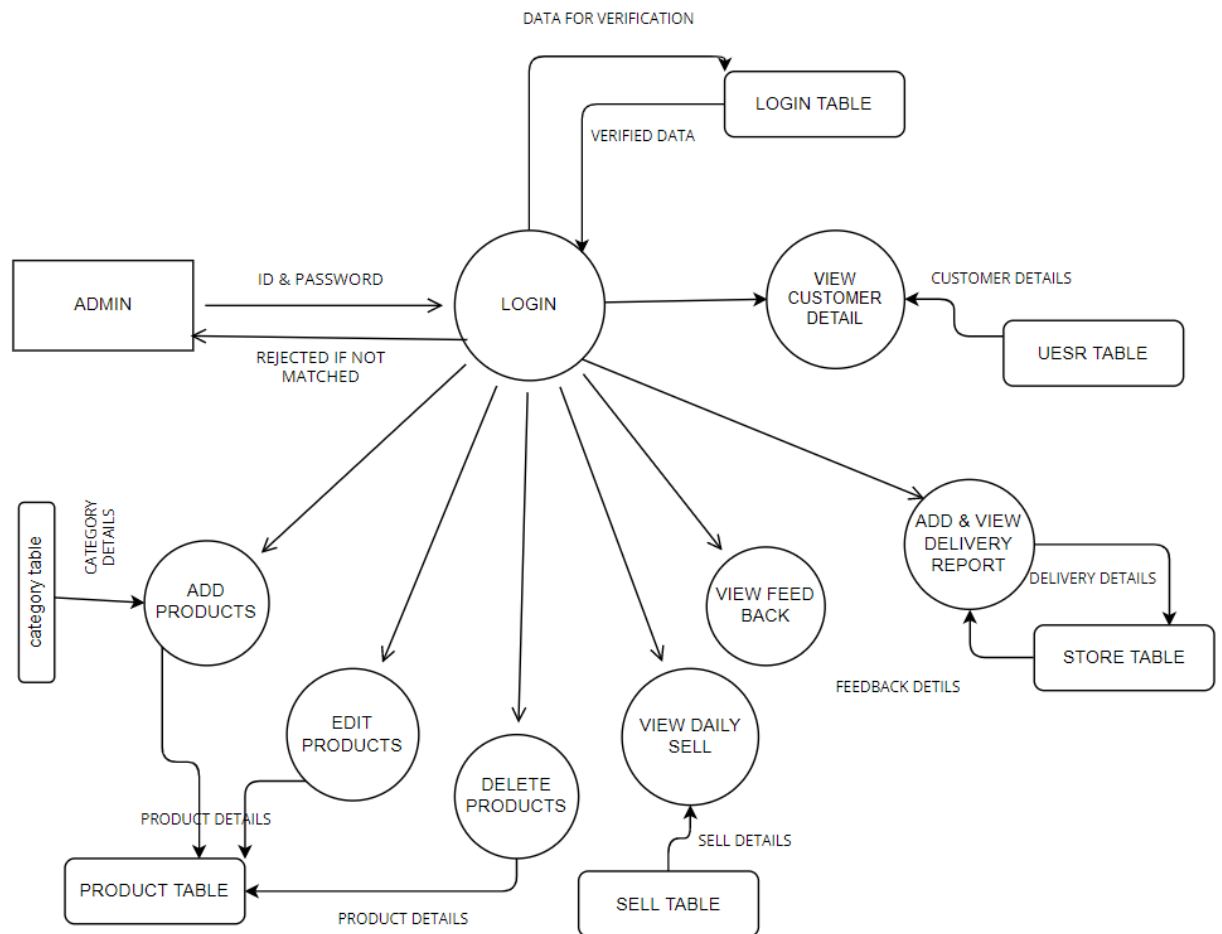 DATA FOR VERIFICATION
LOGIN TABLE
VERIFIED DATA
ADMIN
ID & PASSWORD
REJECTED IF NOT
MATCHED
LOGIN
VIEW
CUSTOMER
DETAIL
CUSTOMER DETAILS
UESR TABLE
category table
CATEGORY
DETAILS
ADD
PRODUCTS
EDIT
PRODUCTS
DELETE
PRODUCTS
VIEW DAILY
SELL
VIEW FEED
BACK
ADD & VIEW
DELIVERY
REPORT
DELIVERY DETAILS
STORE TABLE
FEEDBACK DETILS
PRODUCT DETAILS
PRODUCT TABLE
PRODUCT DETAILS
SELL DETAILS
SELL TABLE